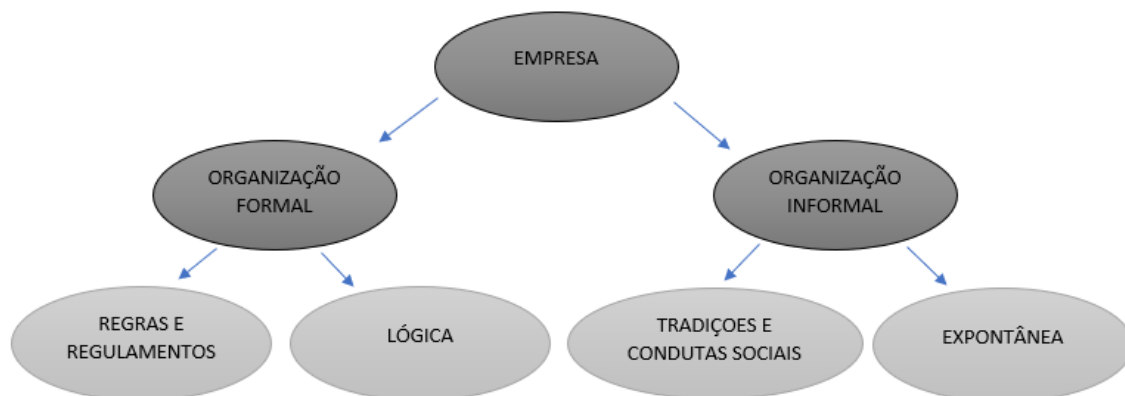 EMPRESA
ORGANIZAÇÃO
FORMAL
ORGANIZAÇÃO
INFORMAL
REGRAS E
REGULAMENTOS
LÓGICA
TRADIÇOES E
CONDUTAS SOCIAIS
EXPONTÂNEA